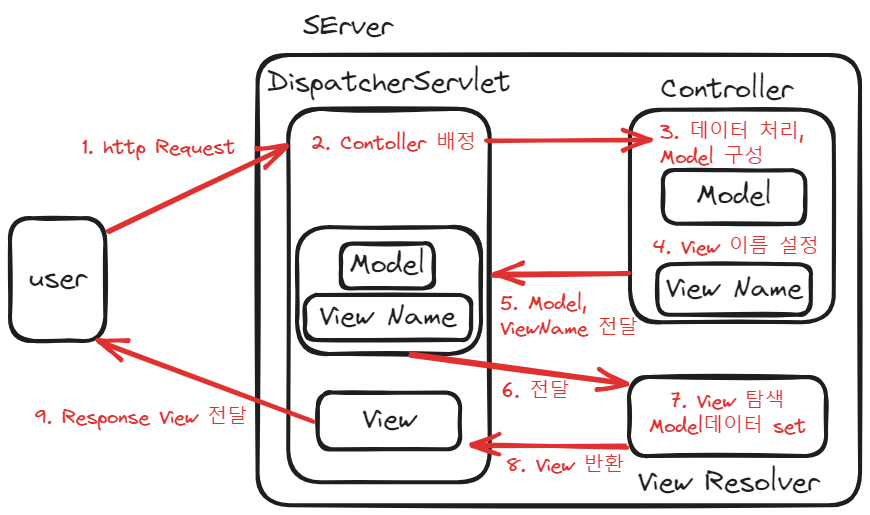 SErver
DispatcherServlet
Controller
1. http Request
2. Contoller 배정
3. 데이터 처리,
Model 구성
Model
4. View 이름 설정
View Name
user
Model
View Name
5. Model,
ViewName 전달
6. 전달
7. View 탐색
Model데이터 set
View Resolver
8. View 반환
View
9. Response View 전달